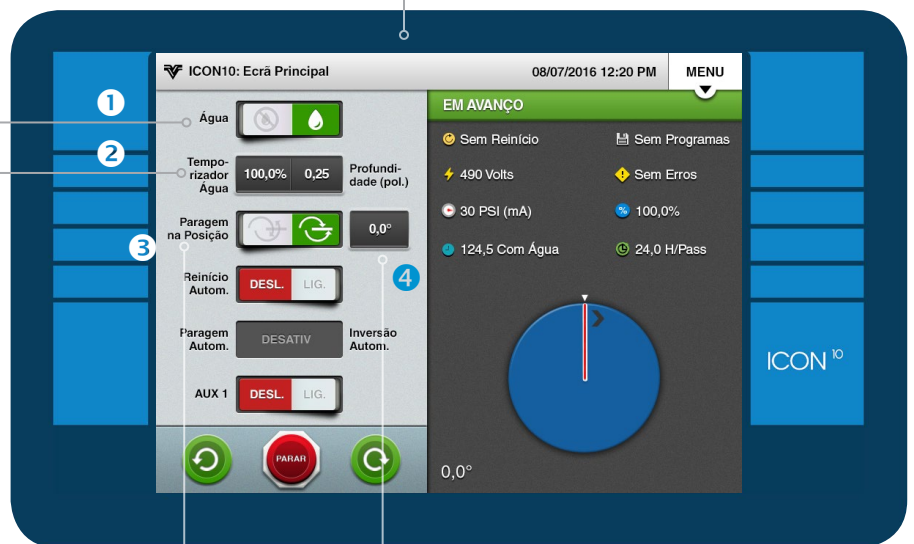 ICON10: Ecrã Principal
08/07/2016 12:20 PM
MENU
1
Água
2
Tempo-
rizador
Água
100,0%
0,25
Profundi-
dade (pol.)
Paragem
na Posição
0,0°
3
4
Reinício
Autom.
DESL.
LIG.
Paragem
Autom.
DESATIV
Inversão
Autom.
AUX 1
DESL.
LIG.
PARAR
EM AVANÇO
Sem Reinício
Sem Programas
490 Volts
Sem Erros
30 PSI (mA)
100,0%
124,5 Com Água
24,0 H/Pass
0,0°
ICON 10